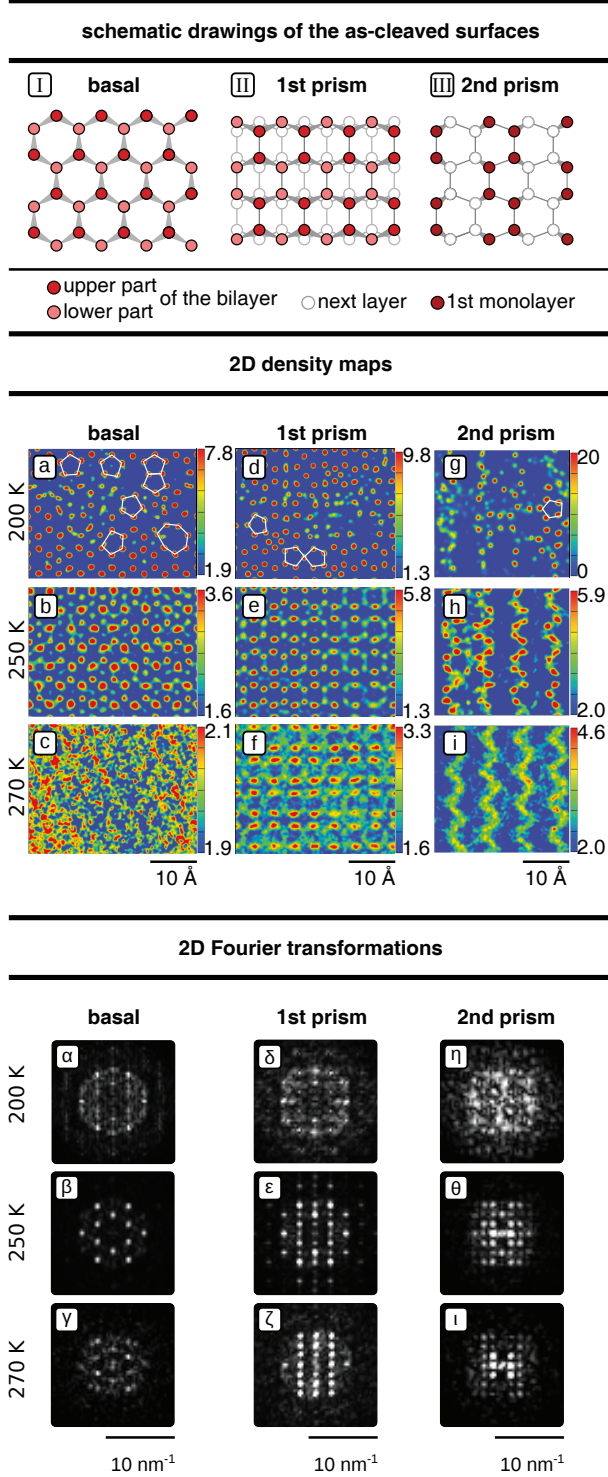 schematic drawings of the as-cleaved surfaces
I basal II 1st prism III 2nd prism
upper part
lower part
of the bilayer
next layer
1st monolayer
2D density maps
basal 1st prism 2nd prism
200 K
a 7.8 1.9 d 9.8 1.3 g 20 0
250 K
b 3.6 1.6 e 5.8 1.3 h 5.9 2.0
270 K
c 2.1 1.9 f 3.3 1.6 i 4.6 2.0
10 Å 10 Å 10 Å
2D Fourier transformations
basal 1st prism 2nd prism
200 K
α δ η
250 K
β ε θ
270 K
γ ζ ι
10 nm⁻¹ 10 nm⁻¹ 10 nm⁻¹